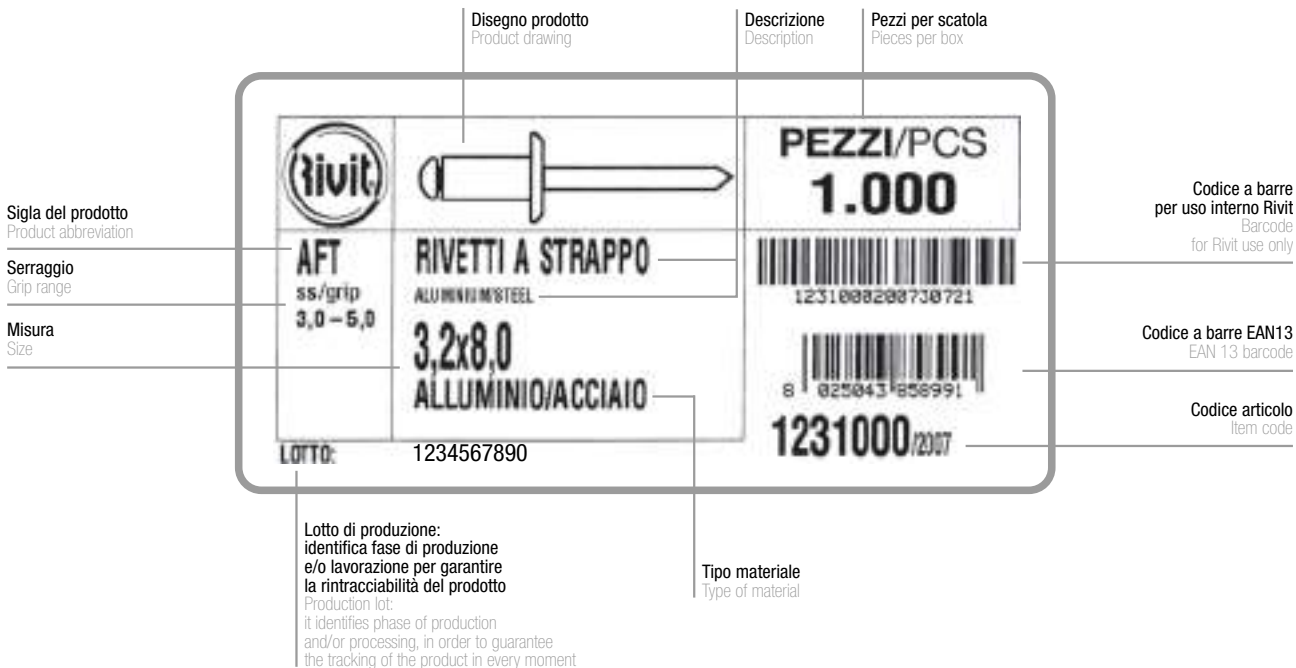 Disegno prodotto
Product drawing
Descrizione
Description
Pezzi per scatola
Pieces per box
Rivit
PEZZI/PCS
1.000
Sigla del prodotto
Product abbreviation
Serraggio
Grip range
Misura
Size
AFT
ss/grip
3,0 – 5,0
RIVETTI A STRAPPO
ALUMINIUM/STEEL
3,2x8,0
ALLUMINIO/ACCIAIO
1231000200730721
8 025043 858991
1231000/2007
LOTTO: 1234567890
Codice a barre
per uso interno Rivit
Barcode
for Rivit use only
Codice a barre EAN13
EAN 13 barcode
Codice articolo
Item code
Lotto di produzione:
identifica fase di produzione
e/o lavorazione per garantire
la rintracciabilità del prodotto
Production lot:
it identifies phase of production
and/or processing, in order to guarantee
the tracking of the product in every moment
Tipo materiale
Type of material